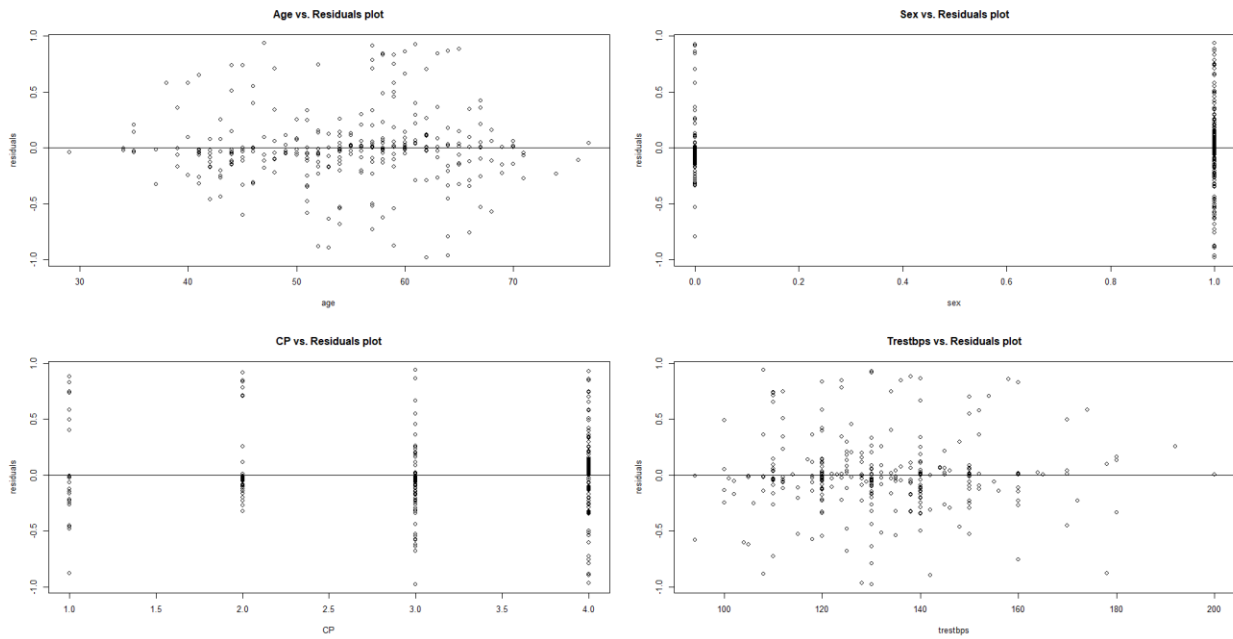 Age vs. Residuals plot
residuals
1.0
0.5
0.0
-0.5
-1.0
30 40 50 60 70
age
Sex vs. Residuals plot
residuals
1.0
0.5
0.0
-0.5
-1.0
0.0 0.2 0.4 0.6 0.8 1.0
sex
CP vs. Residuals plot
residuals
1.0
0.5
0.0
-0.5
-1.0
1.0 1.5 2.0 2.5 3.0 3.5 4.0
CP
Trestbps vs. Residuals plot
residuals
1.0
0.5
0.0
-0.5
-1.0
100 120 140 160 180 200
trestbps